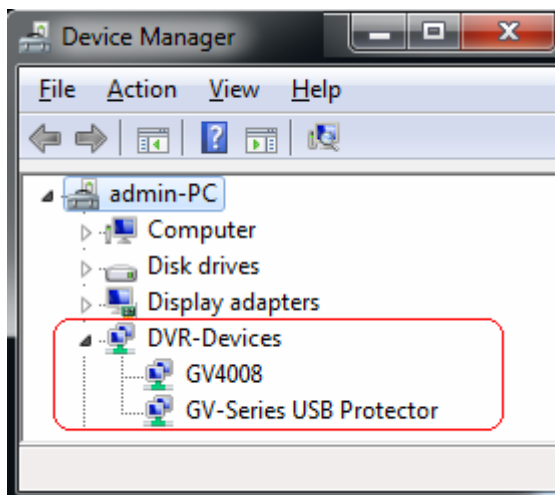 Device Manager
File Action View Help
admin-PC
Computer
Disk drives
Display adapters
DVR-Devices
GV4008
GV-Series USB Protector